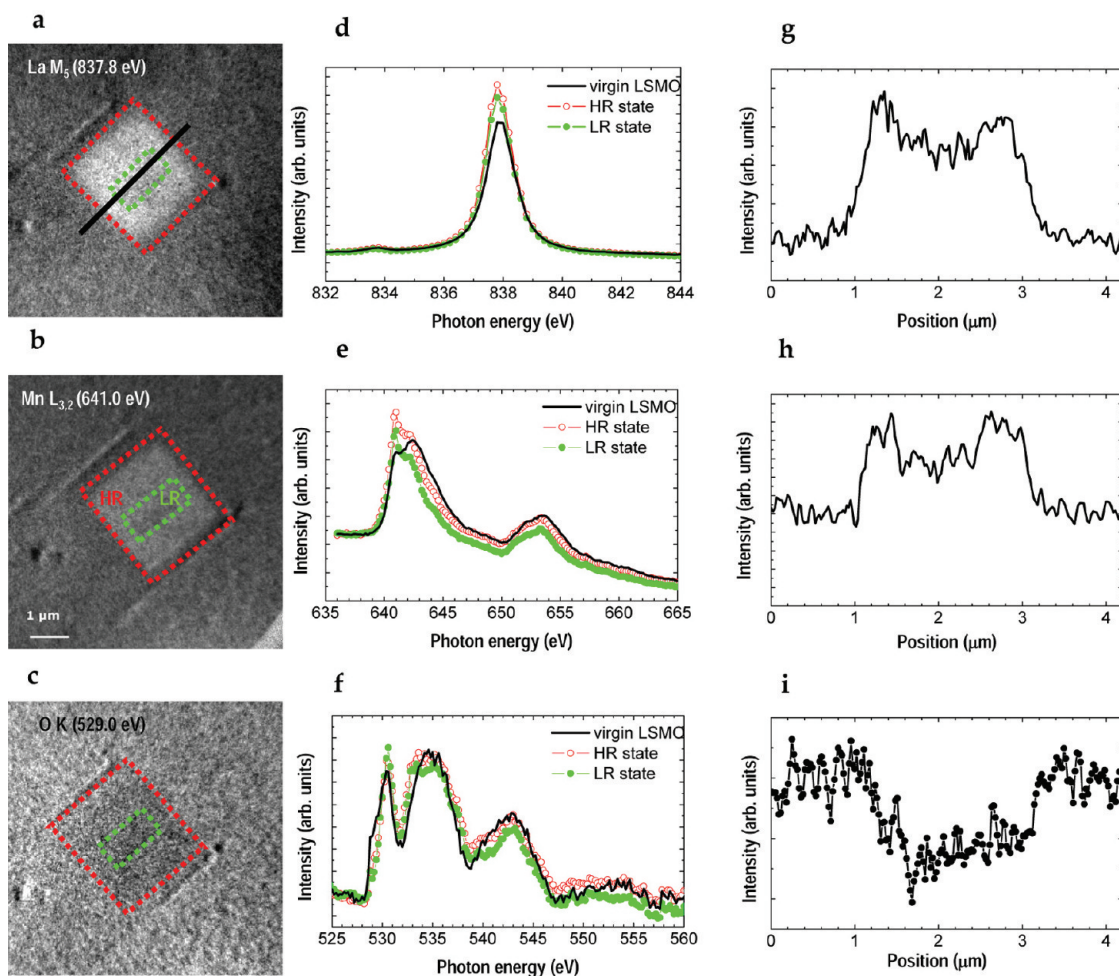 a
La M5 (837.8 eV)
d
Intensity (arb. units)
virgin LSMO
HR state
LR state
832 834 836 838 840 842 844
Photon energy (eV)
g
Intensity (arb. units)
0 1 2 3 4
Position (μm)
b
Mn L3,2 (641.0 eV)
HR LR
1 μm
e
Intensity (arb. units)
virgin LSMO
HR state
LR state
635 640 645 650 655 660 665
Photon energy (eV)
h
Intensity (arb. units)
0 1 2 3 4
Position (μm)
c
O K (529.0 eV)
f
Intensity (arb. units)
virgin LSMO
HR state
LR state
525 530 535 540 545 550 555 560
Photon energy (eV)
i
Intensity (arb. units)
0 1 2 3 4
Position (μm)